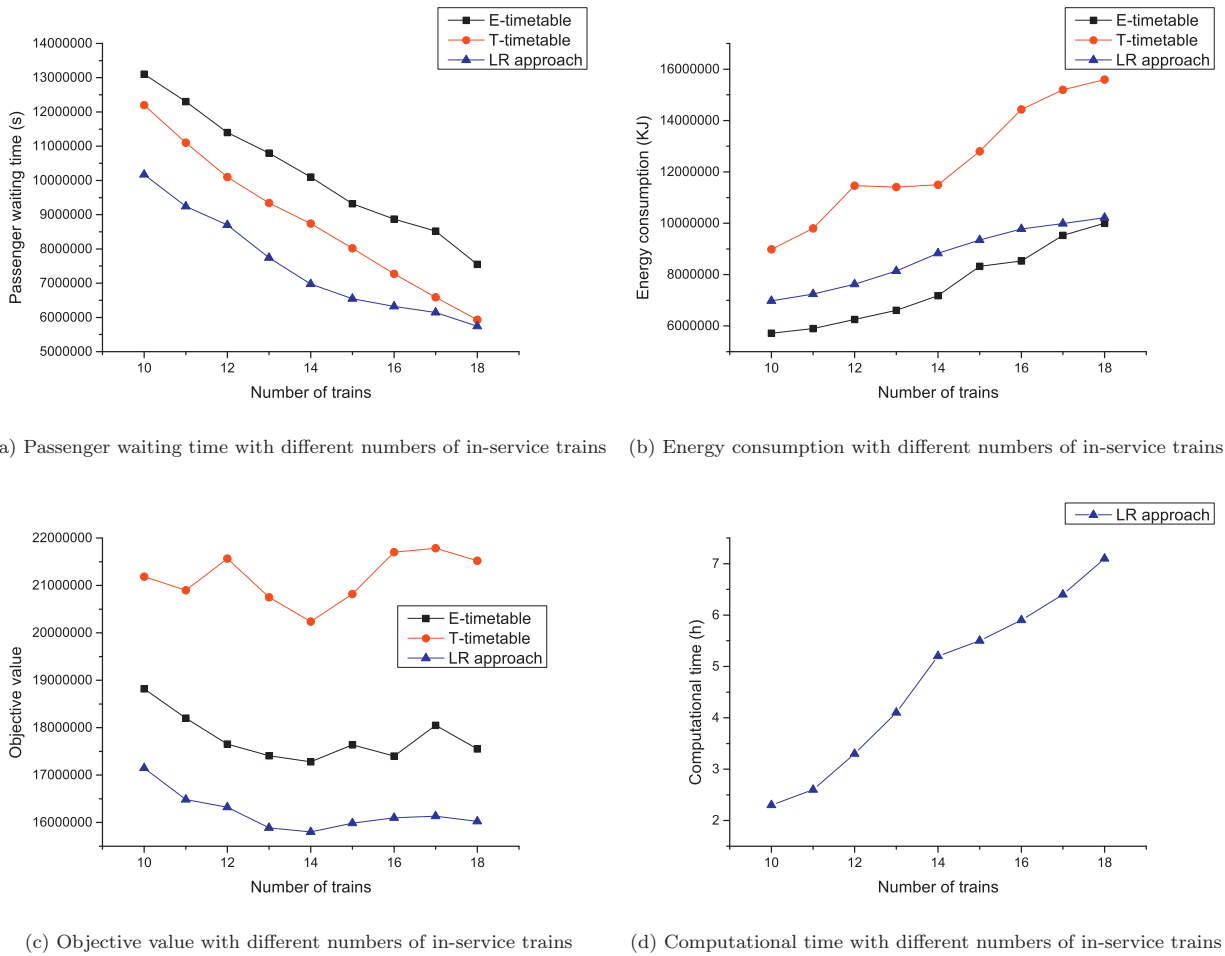 E-timetable
T-timetable
LR approach
14000000
13000000
12000000
11000000
10000000
9000000
8000000
7000000
6000000
5000000
Passenger waiting time (s)
10 12 14 16 18
Number of trains
a) Passenger waiting time with different numbers of in-service trains
E-timetable
T-timetable
LR approach
16000000
14000000
12000000
10000000
8000000
6000000
Energy consumption (KJ)
10 12 14 16 18
Number of trains
(b) Energy consumption with different numbers of in-service trains
22000000
21000000
20000000
19000000
18000000
17000000
16000000
Objective value
E-timetable
T-timetable
LR approach
10 12 14 16 18
Number of trains
(c) Objective value with different numbers of in-service trains
LR approach
7
6
5
4
3
2
Computational time (h)
10 12 14 16 18
Number of trains
(d) Computational time with different numbers of in-service trains